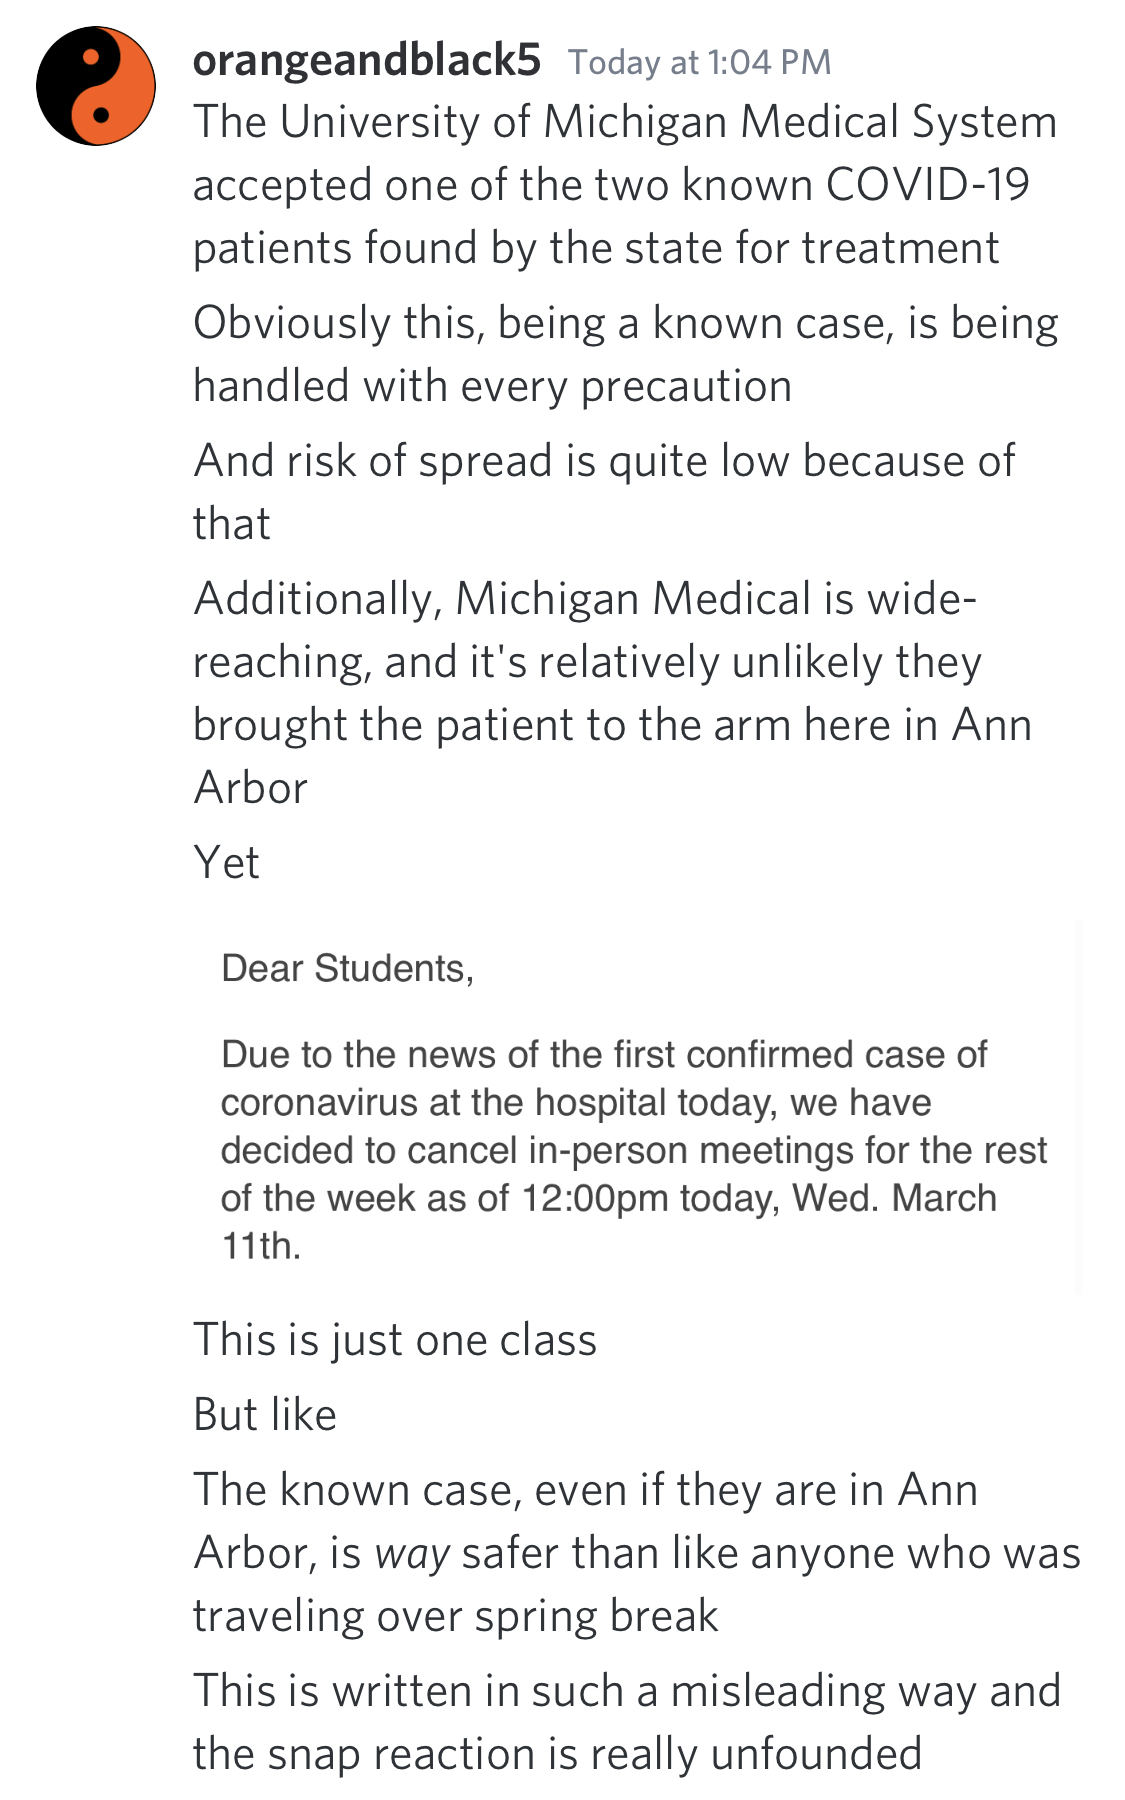 orangeandblack5 Today at 1:04 PM
The University of Michigan Medical System
accepted one of the two known COVID-19
patients found by the state for treatment
Obviously this, being a known case, is being
handled with every precaution
And risk of spread is quite low because of
that
Additionally, Michigan Medical is wide-
reaching, and it's relatively unlikely they
brought the patient to the arm here in Ann
Arbor
Yet
Dear Students,
Due to the news of the first confirmed case of
coronavirus at the hospital today, we have
decided to cancel in-person meetings for the rest
of the week as of 12:00pm today, Wed. March
11th.
This is just one class
But like
The known case, even if they are in Ann
Arbor, is way safer than like anyone who was
traveling over spring break
This is written in such a misleading way and
the snap reaction is really unfounded